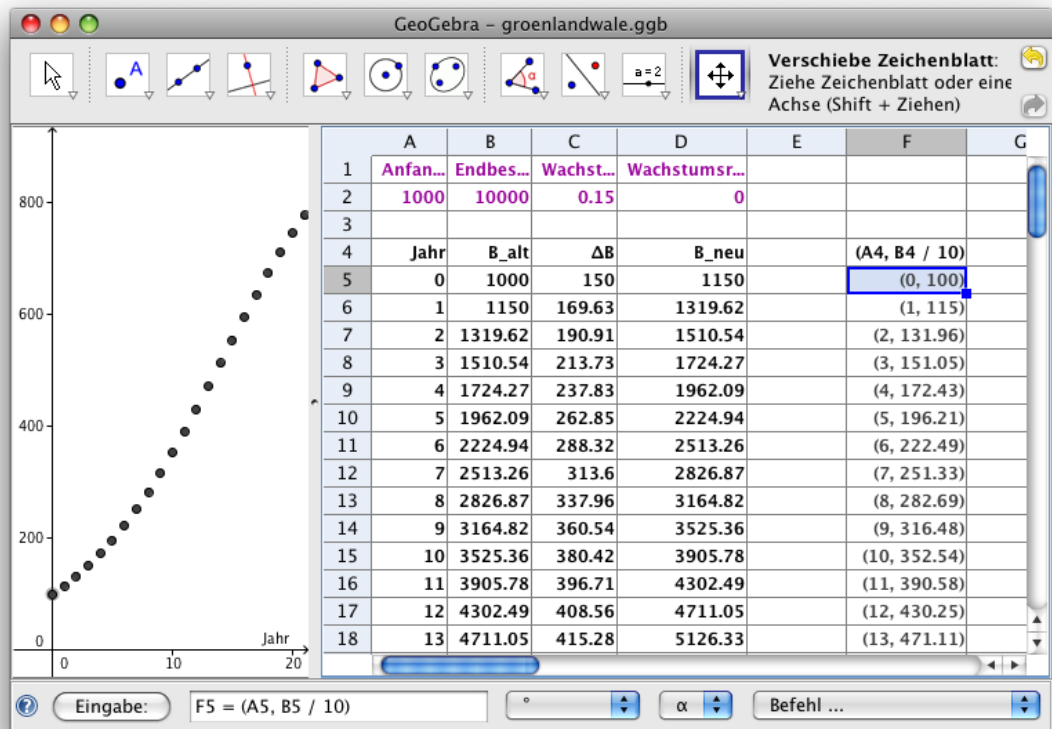 GeoGebra – groenlandwale.ggb
A
α
a=2
Verschiebe Zeichenblatt:
Ziehe Zeichenblatt oder eine
Achse (Shift + Ziehen)
800
600
400
200
0
Jahr
0 10 20
A B C D E F G
1 Anfan... Endbes... Wachst... Wachstumsr...
2 1000 10000 0.15 0
3
4 Jahr B_alt ΔB B_neu (A4, B4 / 10)
5 0 1000 150 1150 (0, 100)
6 1 1150 169.63 1319.62 (1, 115)
7 2 1319.62 190.91 1510.54 (2, 131.96)
8 3 1510.54 213.73 1724.27 (3, 151.05)
9 4 1724.27 237.83 1962.09 (4, 172.43)
10 5 1962.09 262.85 2224.94 (5, 196.21)
11 6 2224.94 288.32 2513.26 (6, 222.49)
12 7 2513.26 313.6 2826.87 (7, 251.33)
13 8 2826.87 337.96 3164.82 (8, 282.69)
14 9 3164.82 360.54 3525.36 (9, 316.48)
15 10 3525.36 380.42 3905.78 (10, 352.54)
16 11 3905.78 396.71 4302.49 (11, 390.58)
17 12 4302.49 408.56 4711.05 (12, 430.25)
18 13 4711.05 415.28 5126.33 (13, 471.11)
? Eingabe: F5 = (A5, B5 / 10) ° α Befehl ...